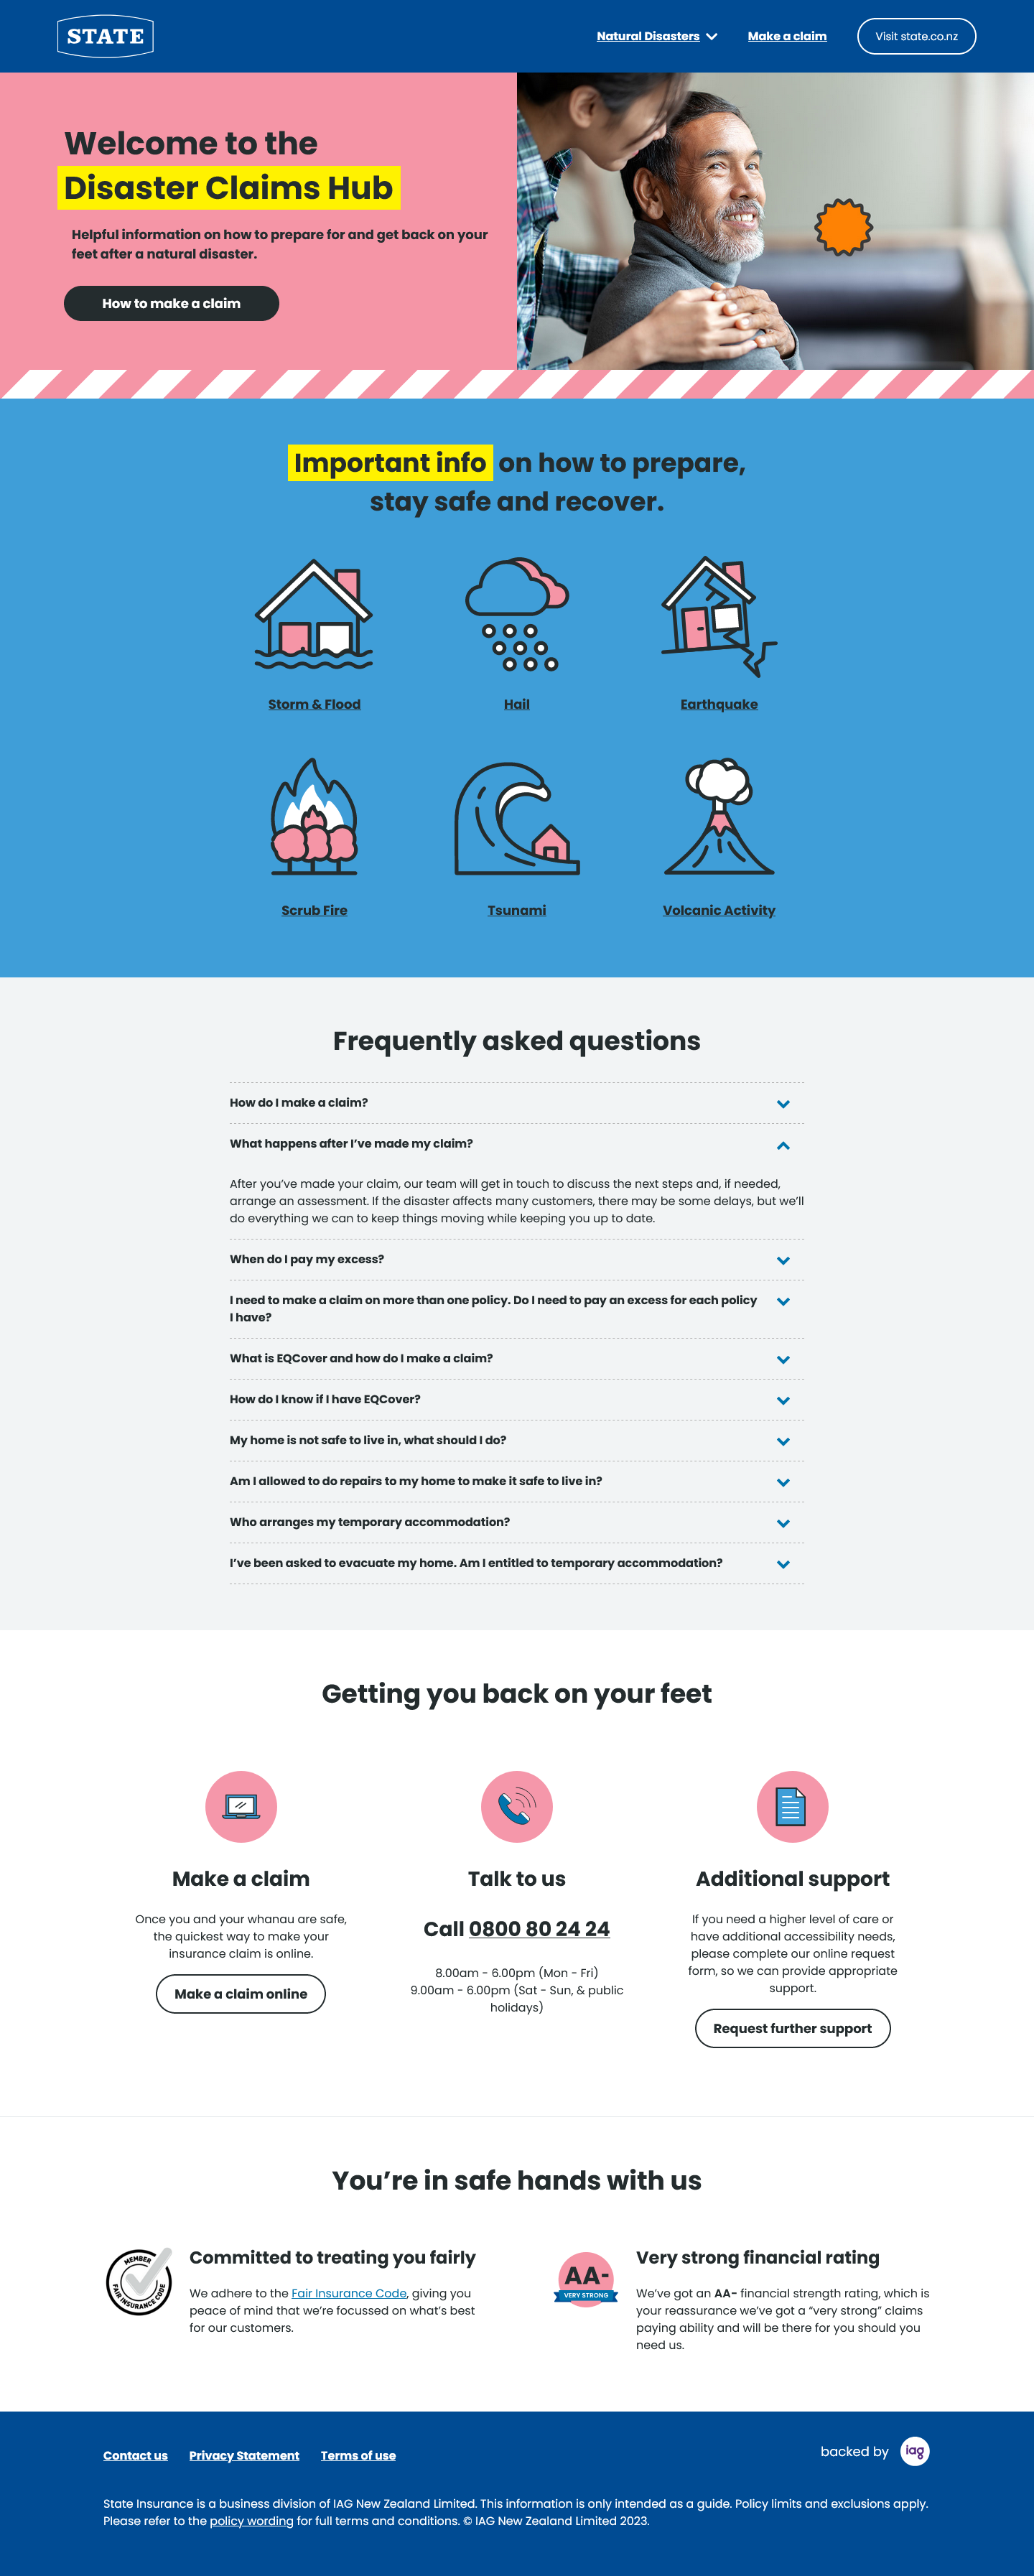 STATE
Natural Disasters
Make a claim
Visit state.co.nz
Welcome to the
Disaster Claims Hub
Helpful information on how to prepare for and get back on your
feet after a natural disaster.
How to make a claim
Important info on how to prepare,
stay safe and recover.
Storm & Flood
Hail
Earthquake
Scrub Fire
Tsunami
Volcanic Activity
Frequently asked questions
How do I make a claim?
What happens after I’ve made my claim?
After you’ve made your claim, our team will get in touch to discuss the next steps and, if needed,
arrange an assessment. If the disaster affects many customers, there may be some delays, but we’ll
do everything we can to keep things moving while keeping you up to date.
When do I pay my excess?
I need to make a claim on more than one policy. Do I need to pay an excess for each policy
I have?
What is EQCover and how do I make a claim?
How do I know if I have EQCover?
My home is not safe to live in, what should I do?
Am I allowed to do repairs to my home to make it safe to live in?
Who arranges my temporary accommodation?
I’ve been asked to evacuate my home. Am I entitled to temporary accommodation?
Getting you back on your feet
Make a claim
Once you and your whanau are safe,
the quickest way to make your
insurance claim is online.
Make a claim online
Talk to us
Call 0800 80 24 24
8.00am - 6.00pm (Mon - Fri)
9.00am - 6.00pm (Sat - Sun, & public
holidays)
Additional support
If you need a higher level of care or
have additional accessibility needs,
please complete our online request
form, so we can provide appropriate
support.
Request further support
You’re in safe hands with us
MEMBER
FAIR INSURANCE CODE
Committed to treating you fairly
We adhere to the Fair Insurance Code, giving you
peace of mind that we’re focussed on what’s best
for our customers.
AA-
VERY STRONG
Very strong financial rating
We’ve got an AA- financial strength rating, which is
your reassurance we’ve got a “very strong” claims
paying ability and will be there for you should you
need us.
Contact us
Privacy Statement
Terms of use
backed by
iag
State Insurance is a business division of IAG New Zealand Limited. This information is only intended as a guide. Policy limits and exclusions apply.
Please refer to the policy wording for full terms and conditions. © IAG New Zealand Limited 2023.